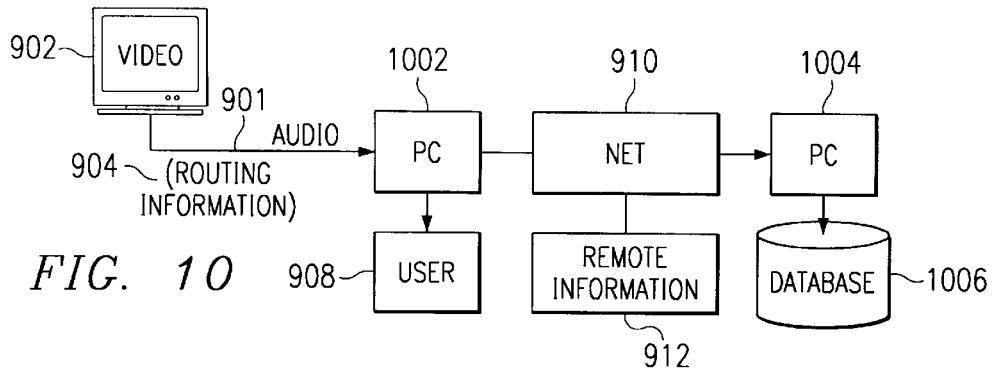 902
VIDEO
901
AUDIO
904
(ROUTING
INFORMATION)
1002
PC
910
NET
1004
PC
908
USER
REMOTE
INFORMATION
912
DATABASE
1006
FIG. 10